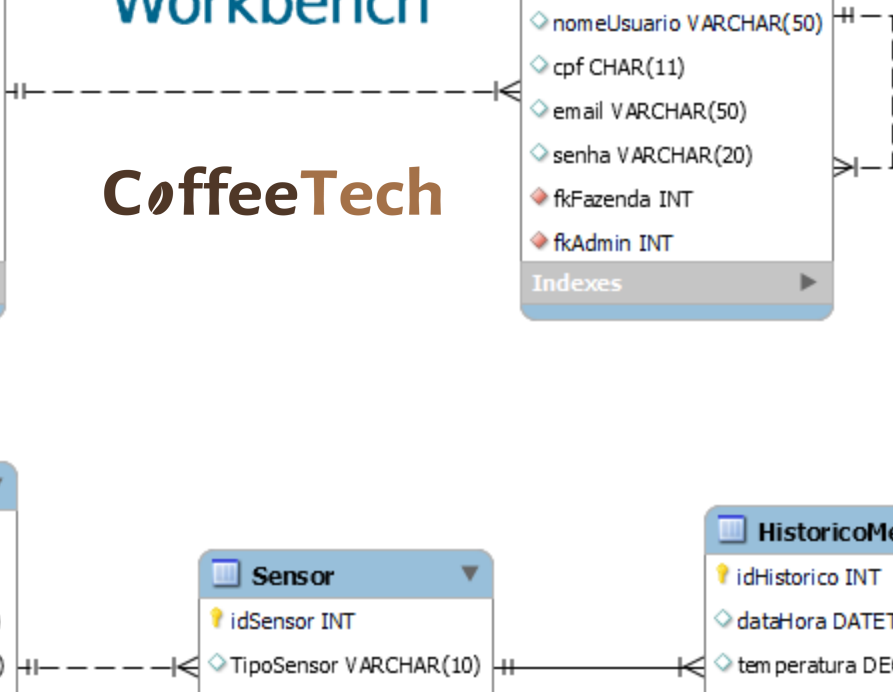 Workbench
nomeUsuario VARCHAR(50)
cpf CHAR(11)
email VARCHAR(50)
senha VARCHAR(20)
fkFazenda INT
fkAdmin INT
Indexes
CoffeeTech
Sensor
idSensor INT
TipoSensor VARCHAR(10)
HistoricoMe
idHistorico INT
dataHora DATET
temperatura DE